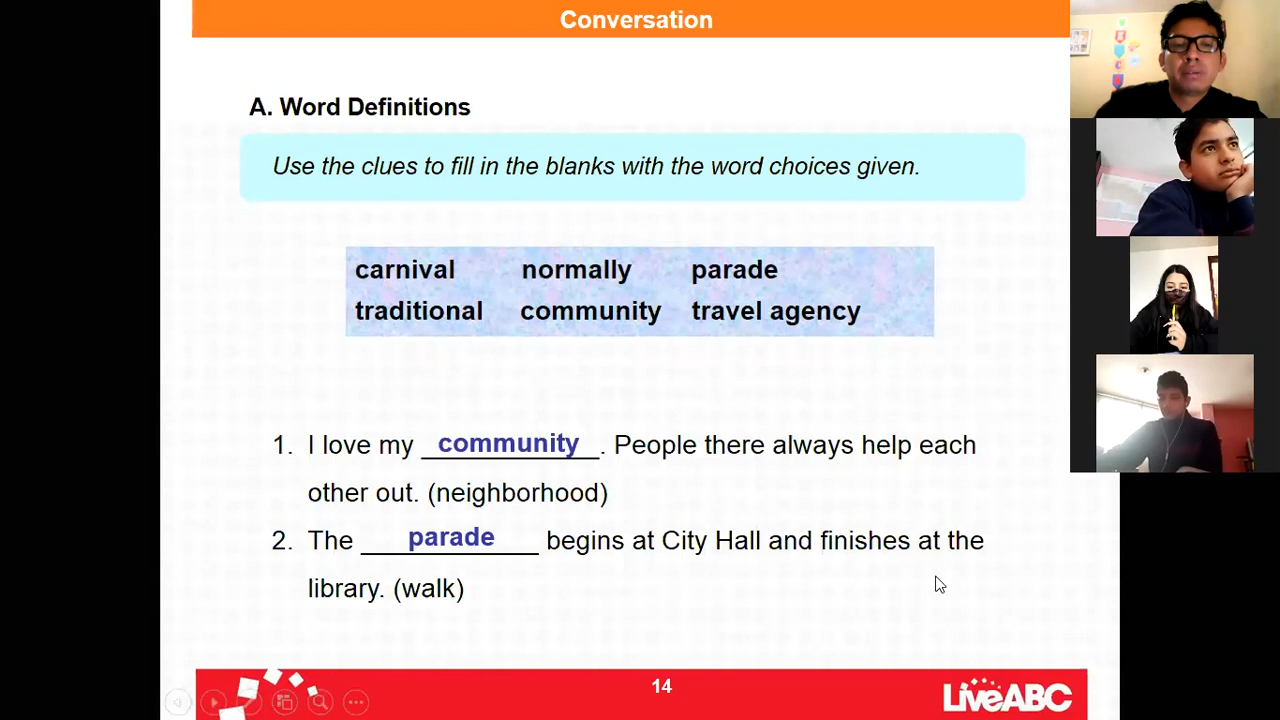 Conversation
A. Word Definitions
Use the clues to fill in the blanks with the word choices given.
carnival normally parade
traditional community travel agency
1. I love my community. People there always help each
other out. (neighborhood)
2. The parade begins at City Hall and finishes at the
library. (walk)
14
LiveABC